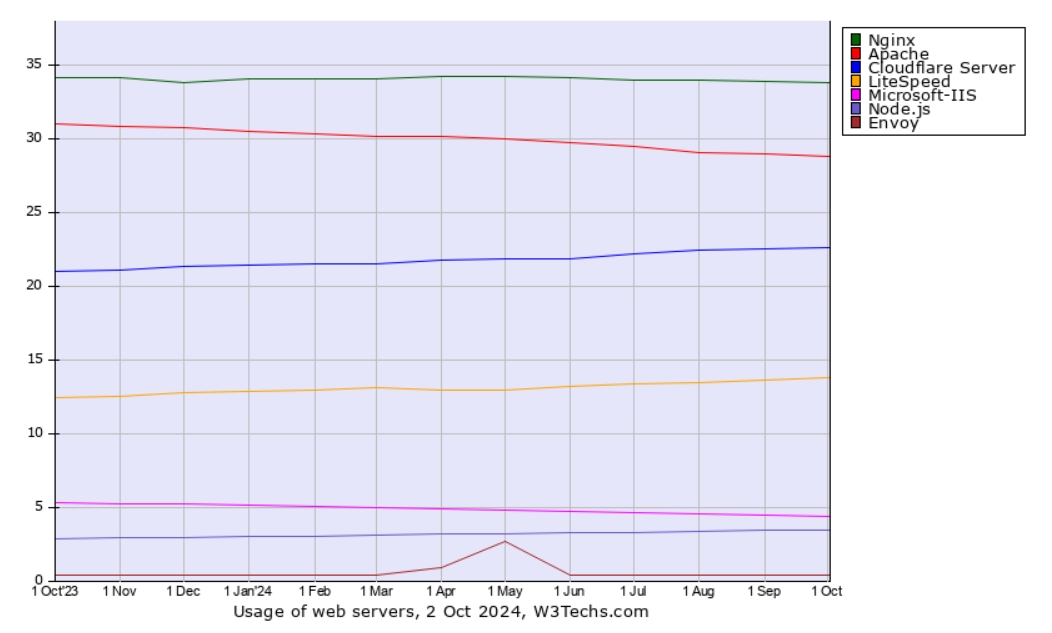 35
30
25
20
15
10
5
0
1 Oct'23 1 Nov 1 Dec 1 Jan'24 1 Feb 1 Mar 1 Apr 1 May 1 Jun 1 Jul 1 Aug 1 Sep 1 Oct
Usage of web servers, 2 Oct 2024, W3Techs.com
Nginx
Apache
Cloudflare Server
LiteSpeed
Microsoft-IIS
Node.js
Envoy